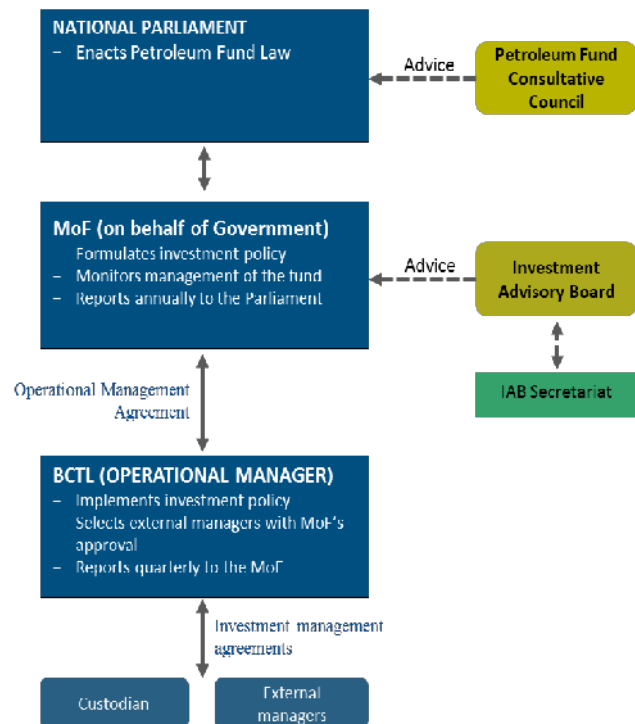 NATIONAL PARLIAMENT
– Enacts Petroleum Fund Law
Advice
Petroleum Fund
Consultative
Council
MoF (on behalf of Government)
Formulates investment policy
– Monitors management of the fund
– Reports annually to the Parliament
Advice
Investment
Advisory Board
IAB Secretariat
Operational Management
Agreement
BCTL (OPERATIONAL MANAGER)
– Implements investment policy
Selects external managers with MoF's
approval
– Reports quarterly to the MoF
Investment management
agreements
Custodian
External
managers